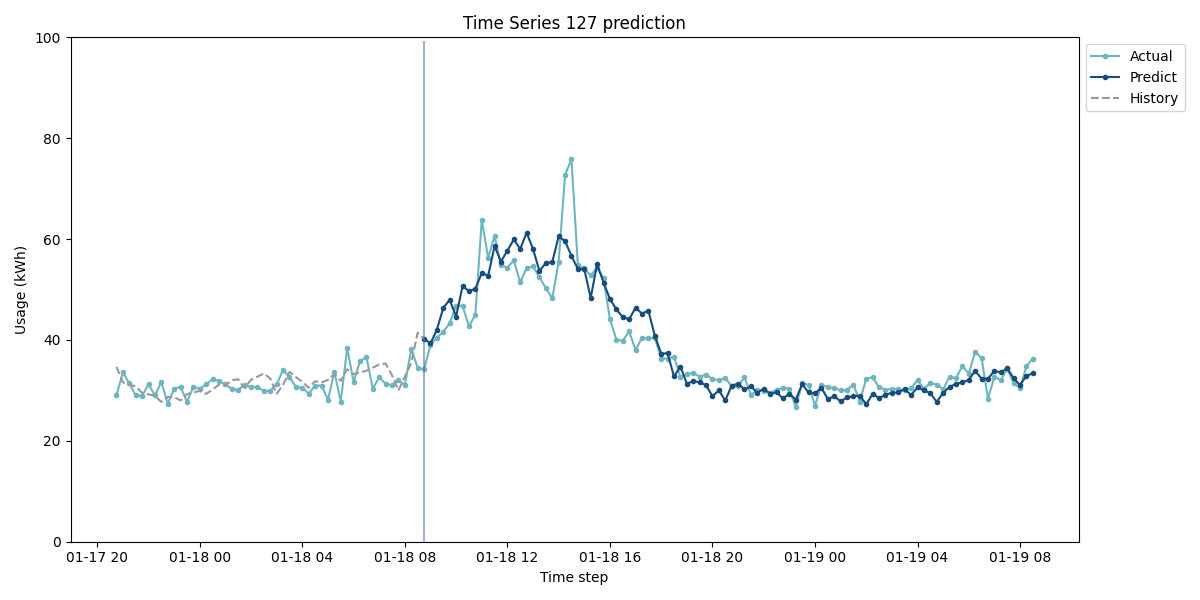 Time Series 127 prediction
100
80
60
40
20
0
Usage (kWh)
01-17 20
01-18 00
01-18 04
01-18 08
01-18 12
01-18 16
01-18 20
01-19 00
01-19 04
01-19 08
Time step
Actual
Predict
History